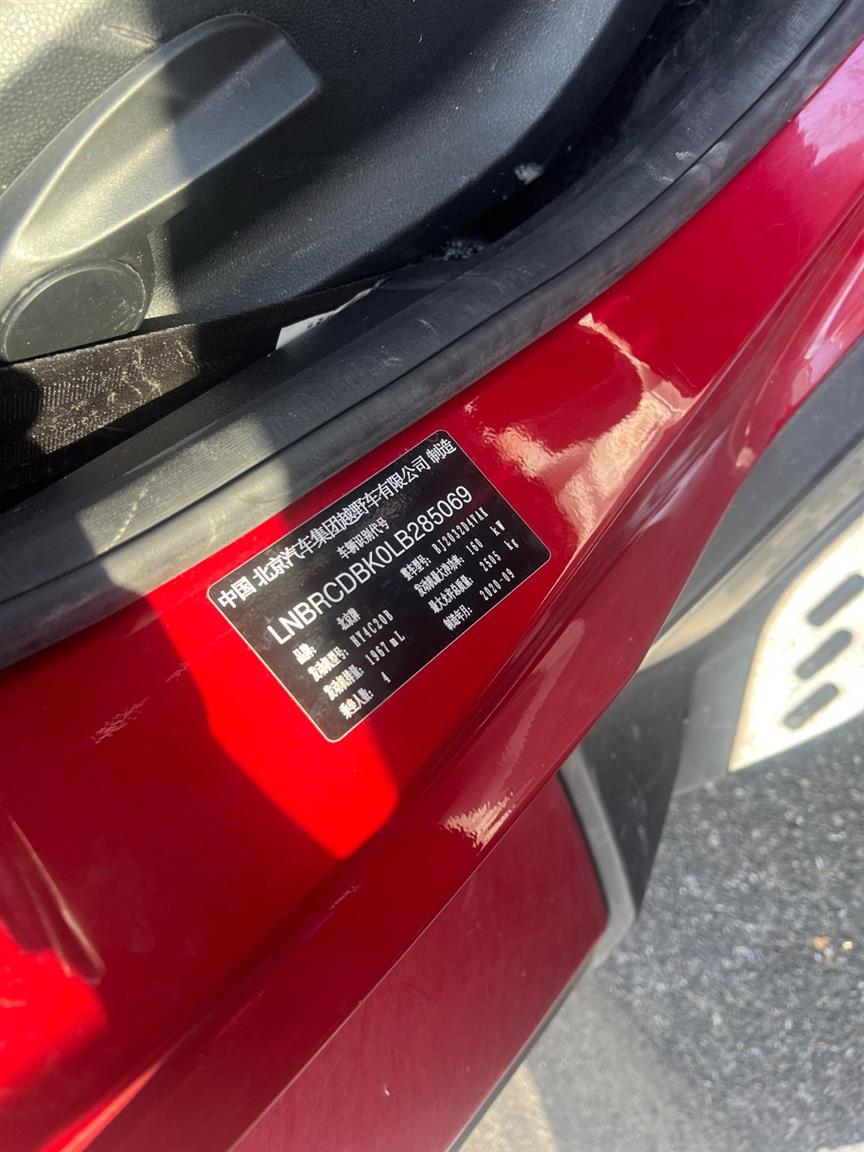 中国 北京汽车集团越野车有限公司 制造
车辆识别代号
LNBRCDBK0LB285069
品牌: 北京牌 整车型号: BJ2032D4YAK
发动机型号: HY4C20B 发动机最大净功率: 160 kW
发动机排量: 1967mL 最大允许总质量: 2505 kg
乘坐人数: 4 制造年月: 2020-09